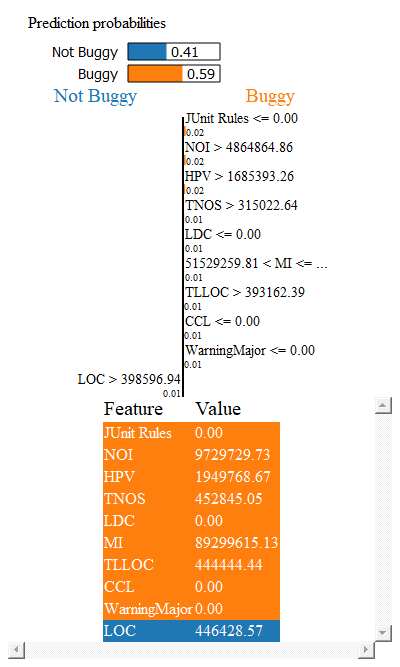 Prediction probabilities
Not Buggy 0.41
Buggy 0.59
Not Buggy Buggy
JUnit Rules <= 0.00
0.02
NOI > 4864864.86
0.02
HPV > 1685393.26
0.02
TNOS > 315022.64
0.01
LDC <= 0.00
0.01
51529259.81 < MI <= ...
0.01
TLLOC > 393162.39
0.01
CCL <= 0.00
0.01
WarningMajor <= 0.00
0.01
LOC > 398596.94
0.01
Feature Value
JUnit Rules 0.00
NOI 9729729.73
HPV 1949768.67
TNOS 452845.05
LDC 0.00
MI 89299615.13
TLLOC 444444.44
CCL 0.00
WarningMajor 0.00
LOC 446428.57